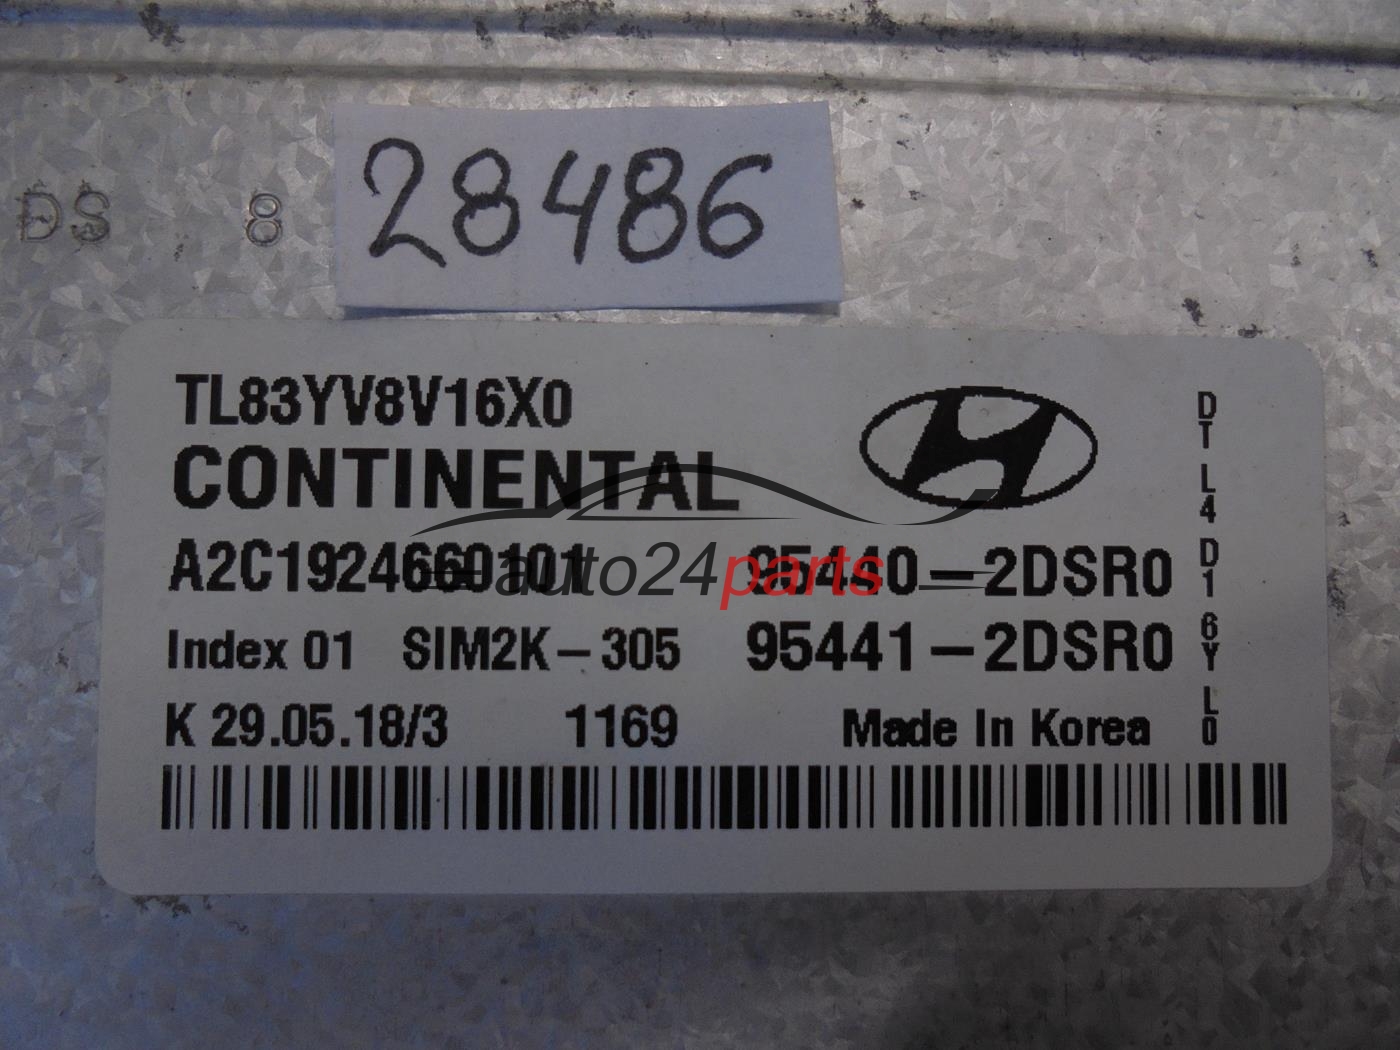 28486
DS 8
TL83YV8V16X0
CONTINENTAL
A2C1924660101 95440-2DSR0
auto24parts
Index 01 SIM2K-305 95441-2DSR0
K 29.05.18/3 1169 Made In Korea
DT L4 D1 6Y L0